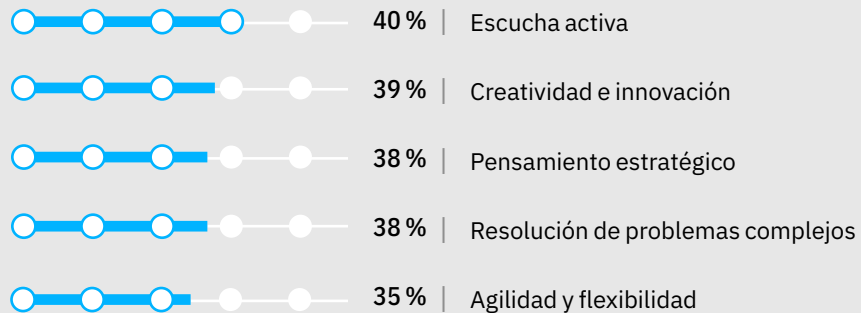 40 % | Escucha activa
39 % | Creatividad e innovación
38 % | Pensamiento estratégico
38 % | Resolución de problemas complejos
35 % | Agilidad y flexibilidad